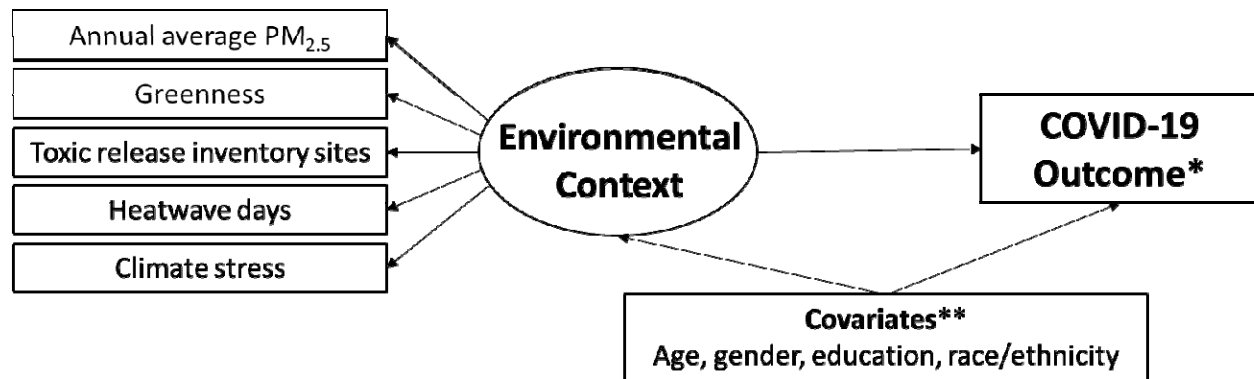 Annual average PM2.5
Greenness
Toxic release inventory sites
Heatwave days
Climate stress
Environmental
Context
COVID-19
Outcome*
Covariates**
Age, gender, education, race/ethnicity